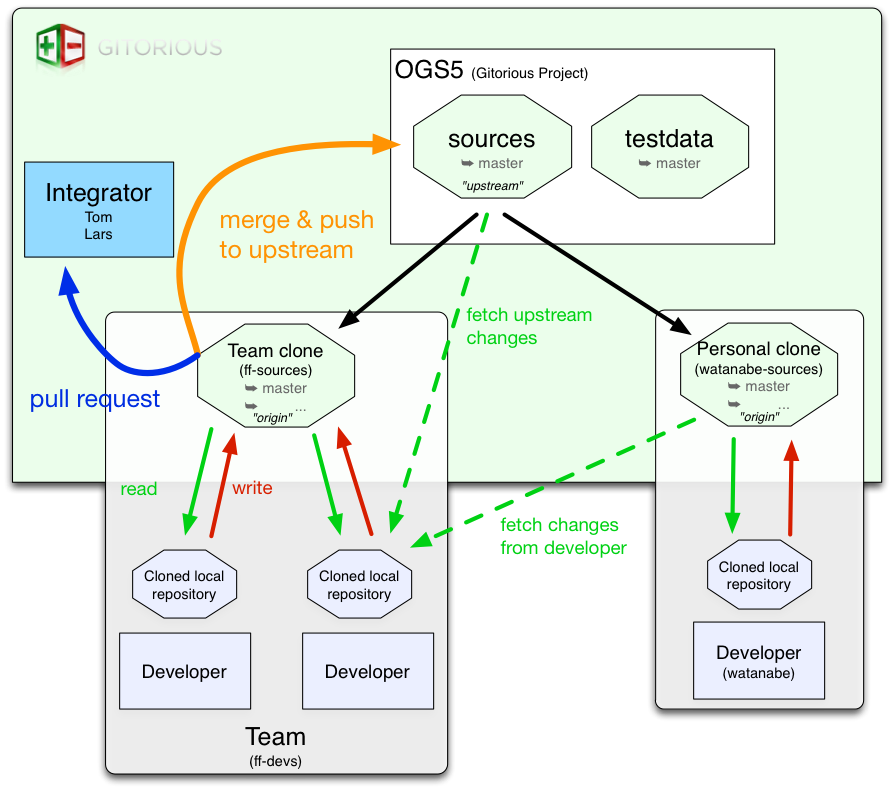 GITORIOUS
OGS5 (Gitorious Project)
sources
➥ master
"upstream"
testdata
➥ master
Integrator
Tom
Lars
merge & push
to upstream
fetch upstream
changes
pull request
Team clone
(ff-sources)
➥ master
➥ ...
"origin"
Personal clone
(watanabe-sources)
➥ master
➥ ...
"origin"
read
write
fetch changes
from developer
Cloned local
repository
Cloned local
repository
Cloned local
repository
Developer
Developer
Developer
(watanabe)
Team
(ff-devs)